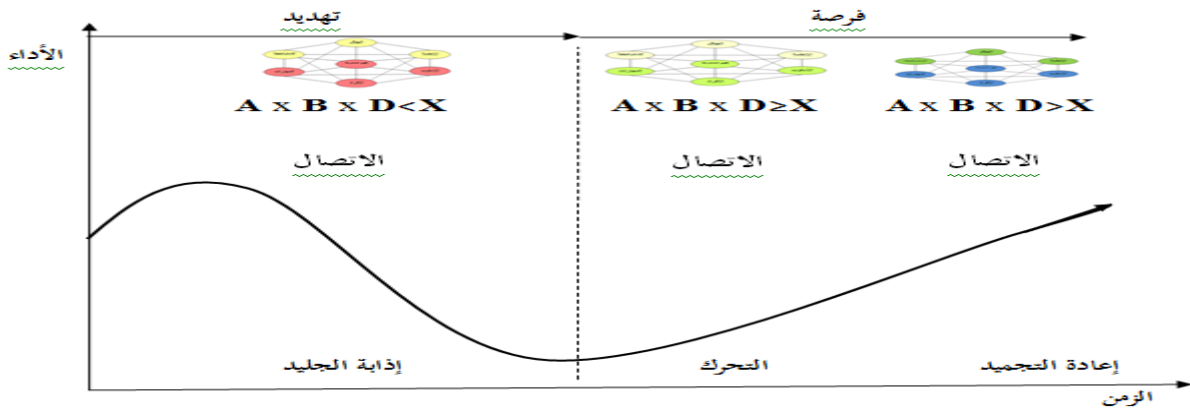 تهديد
فرصة
الأداء
A x B x D<X
A x B x D≥X
A x B x D>X
الاتصال
الاتصال
الاتصال
إذابة الجليد
التحرك
إعادة التجميد
الزمن